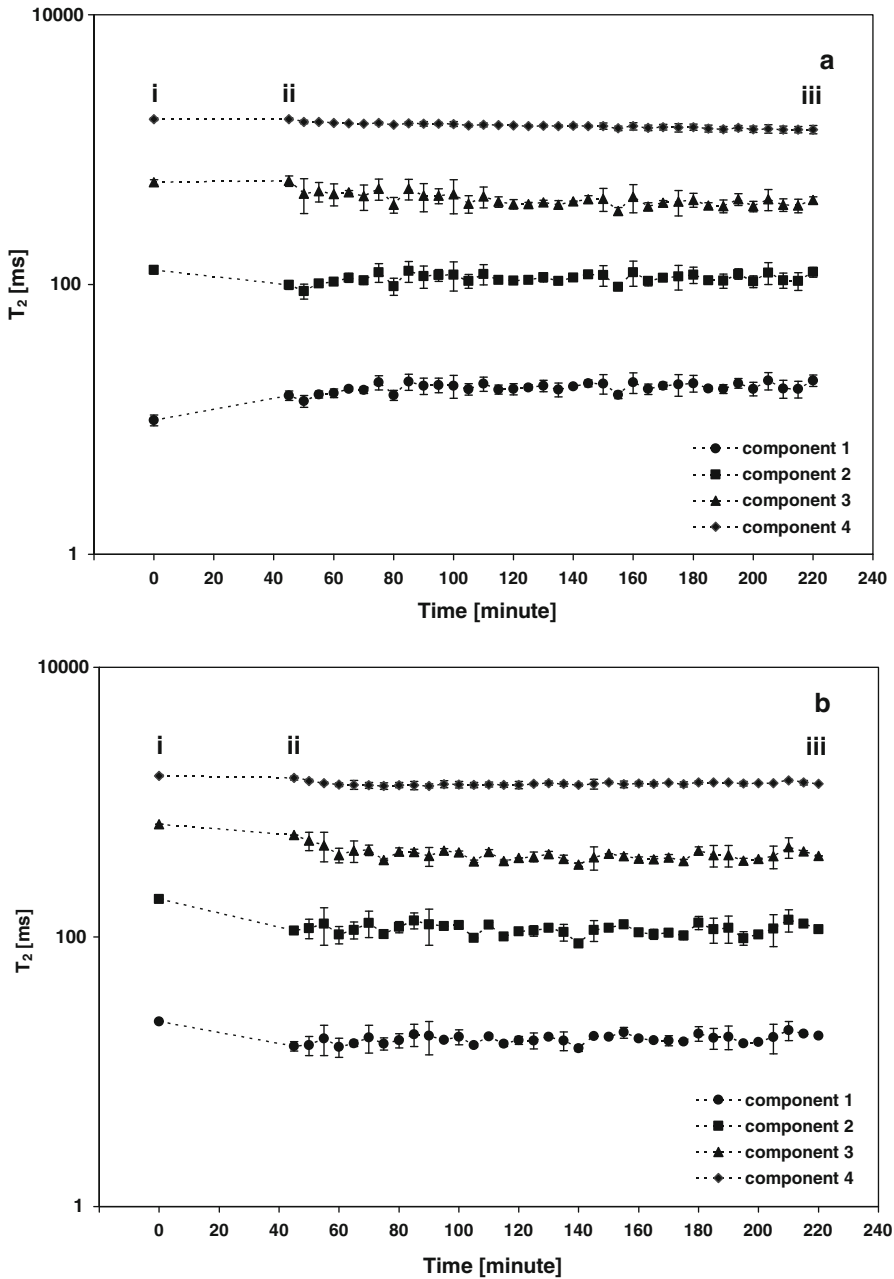 10000
a
i ii iii
T₂ [ms]
100
component 1
component 2
component 3
component 4
1
0 20 40 60 80 100 120 140 160 180 200 220 240
Time [minute]
10000
b
i ii iii
T₂ [ms]
100
component 1
component 2
component 3
component 4
1
0 20 40 60 80 100 120 140 160 180 200 220 240
Time [minute]